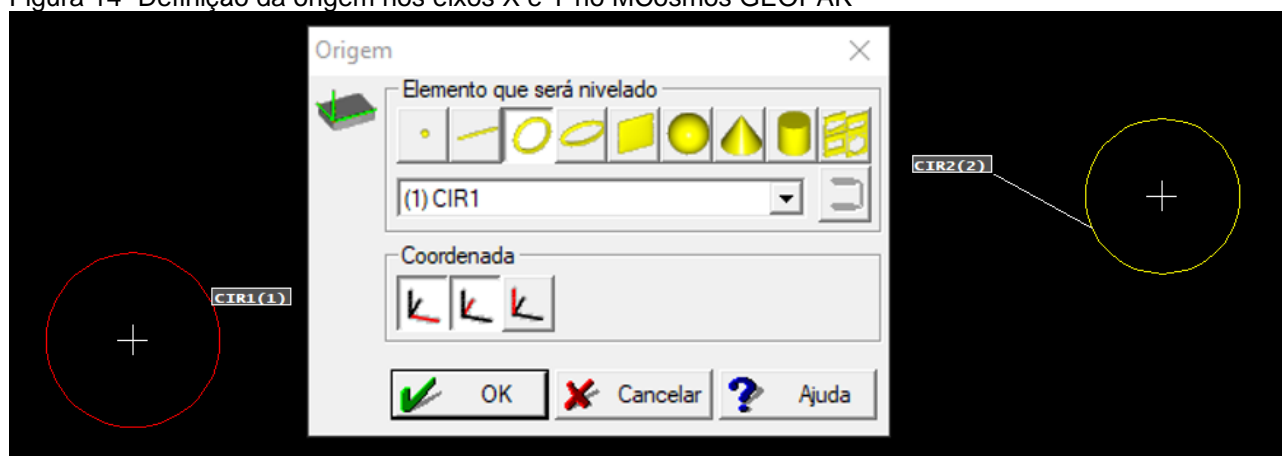 Figura 14- Definição da origem nos eixos X e Y no MCosmos GEOPAK
Origem
Elemento que será nivelado
(1) CIR1
Coordenada
OK Cancelar Ajuda
CIR1(1)
CIR2(2)